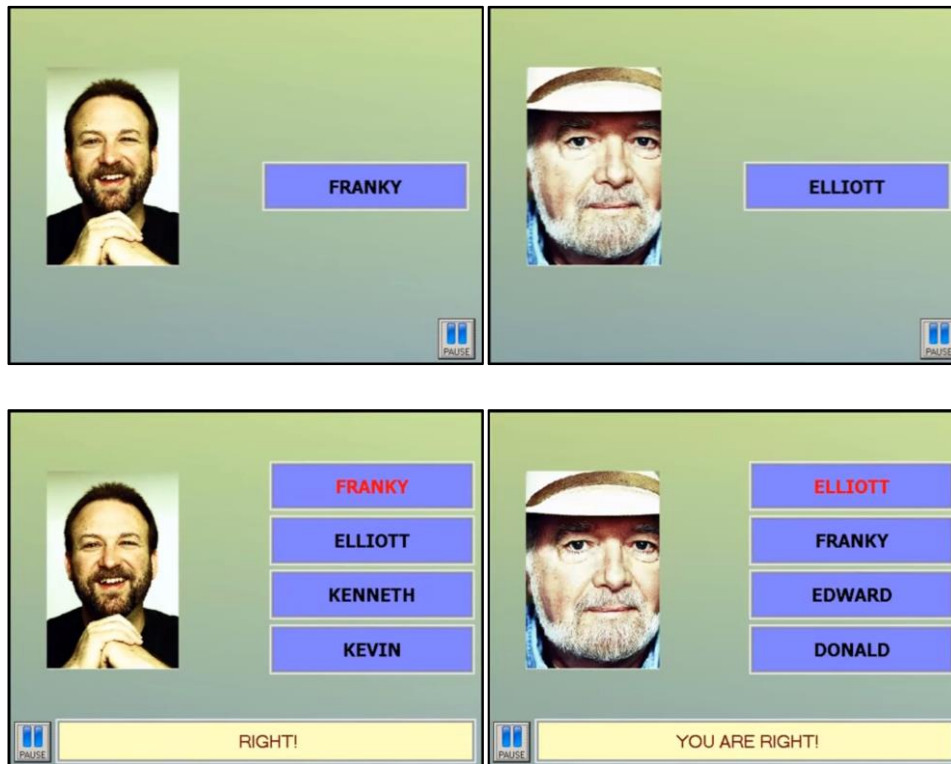 FRANKY
PAUSE
ELLIOTT
PAUSE
FRANKY
ELLIOTT
KENNETH
KEVIN
PAUSE
RIGHT!
ELLIOTT
FRANKY
EDWARD
DONALD
PAUSE
YOU ARE RIGHT!